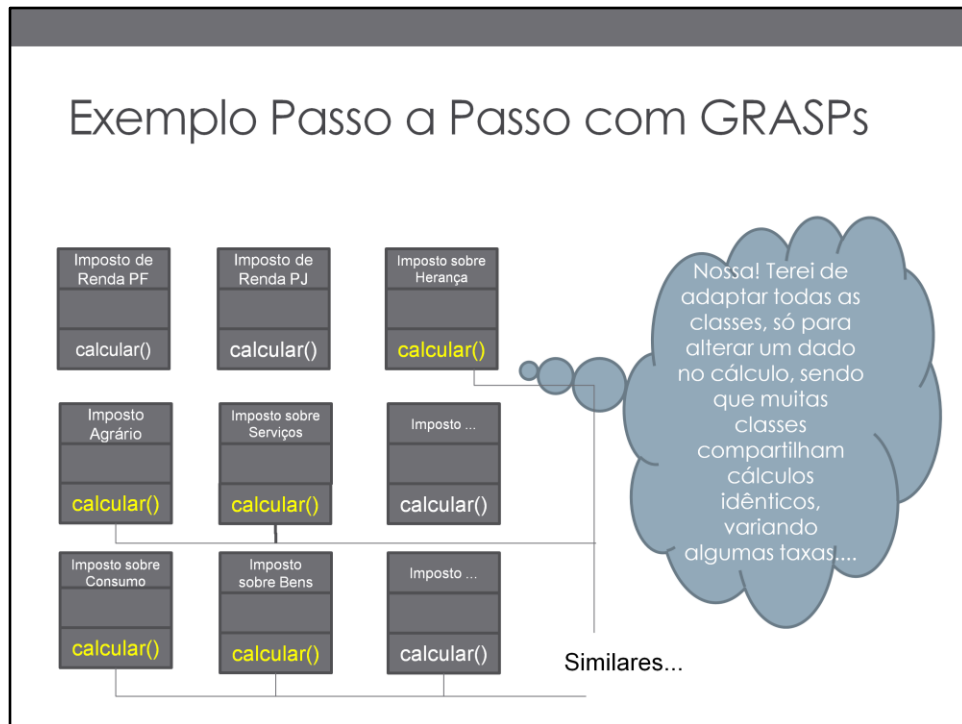 Exemplo Passo a Passo com GRASPs
Imposto de
Renda PF
calcular()
Imposto de
Renda PJ
calcular()
Imposto sobre
Herança
calcular()
Imposto
Agrário
calcular()
Imposto sobre
Serviços
calcular()
Imposto ...
calcular()
Imposto sobre
Consumo
calcular()
Imposto
sobre Bens
calcular()
Imposto ...
calcular()
Similares...
Nossa! Terei de
adaptar todas as
classes, só para
alterar um dado
no cálculo, sendo
que muitas
classes
compartilham
cálculos
idênticos,
variando
algumas taxas....